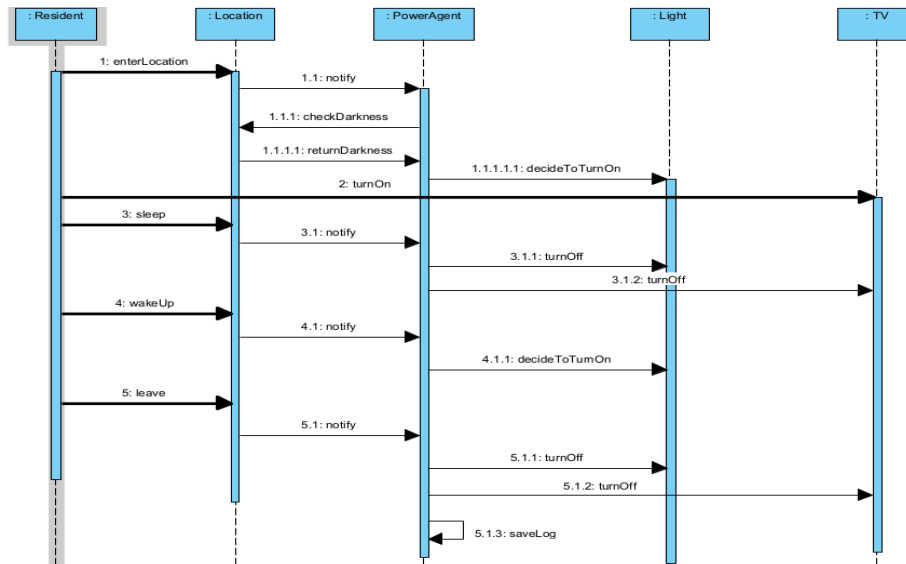 : Resident
: Location
: PowerAgent
: Light
: TV
1: enterLocation
1.1: notify
1.1.1: checkDarkness
1.1.1.1: returnDarkness
1.1.1.1.1: decideToTurnOn
2: turnOn
3: sleep
3.1: notify
3.1.1: turnOff
3.1.2: turnOff
4: wakeUp
4.1: notify
4.1.1: decideToTurnOn
5: leave
5.1: notify
5.1.1: turnOff
5.1.2: turnOff
5.1.3: saveLog